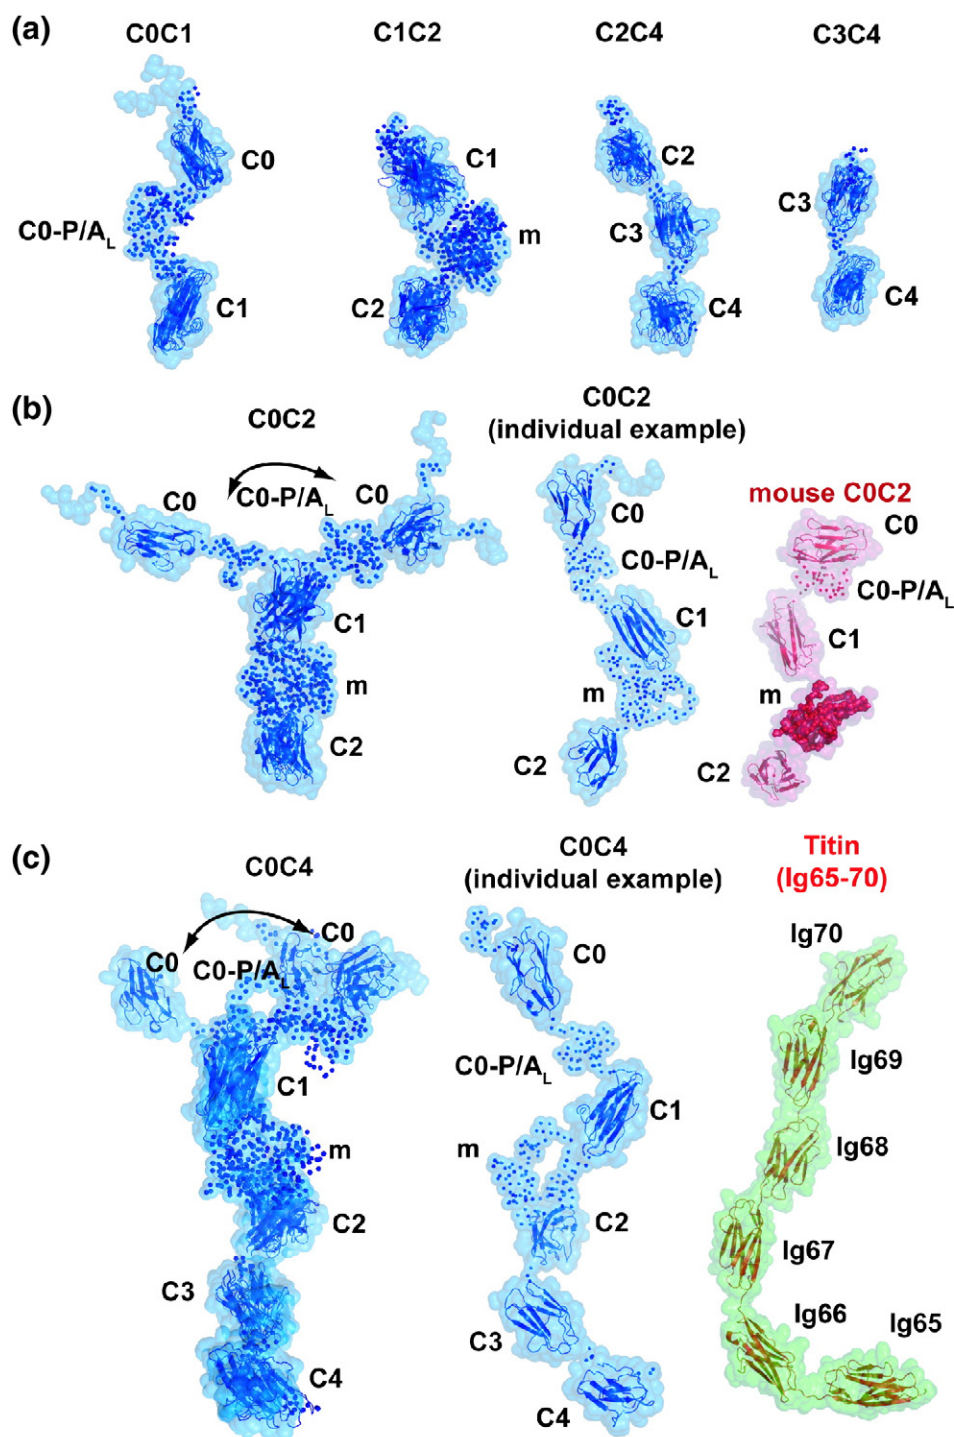 (a)
C0C1
C1C2
C2C4
C3C4
C0
C0-P/AL
C1
C1
m
C2
C2
C3
C4
C3
C4
(b)
C0C2
C0
C0-P/AL
C0
C1
m
C2
C0C2
(individual example)
C0
C0-P/AL
C1
m
C2
mouse C0C2
C0
C0-P/AL
C1
m
C2
(c)
C0C4
C0
C0
C0-P/AL
C1
m
C2
C3
C4
C0C4
(individual example)
C0
C0-P/AL
C1
m
C2
C3
C4
Titin
(Ig65-70)
Ig70
Ig69
Ig68
Ig67
Ig66
Ig65